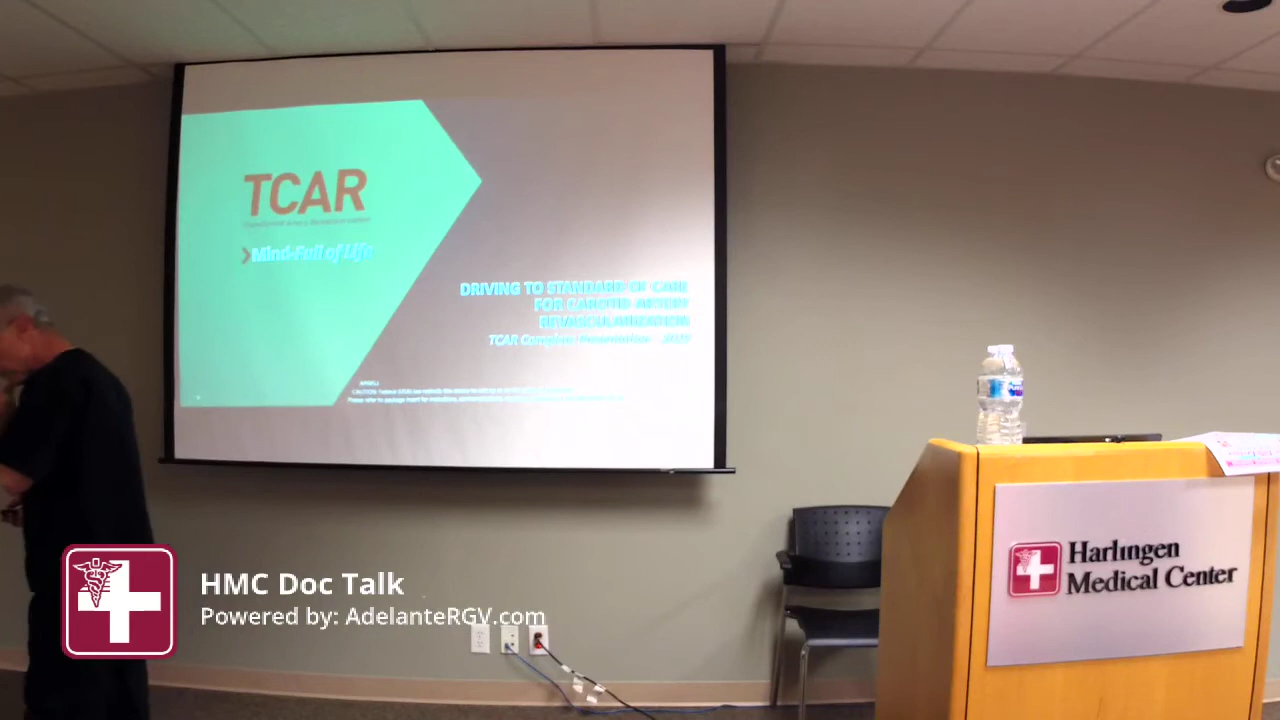 TCAR
Mind-Full of Life
DRIVING TO STANDARD OF CARE
FOR CAROTID ARTERY
REVASCULARIZATION
TCAR Complete Presentation
Harlingen
Medical Center
HMC Doc Talk
Powered by: AdelanteRGV.com